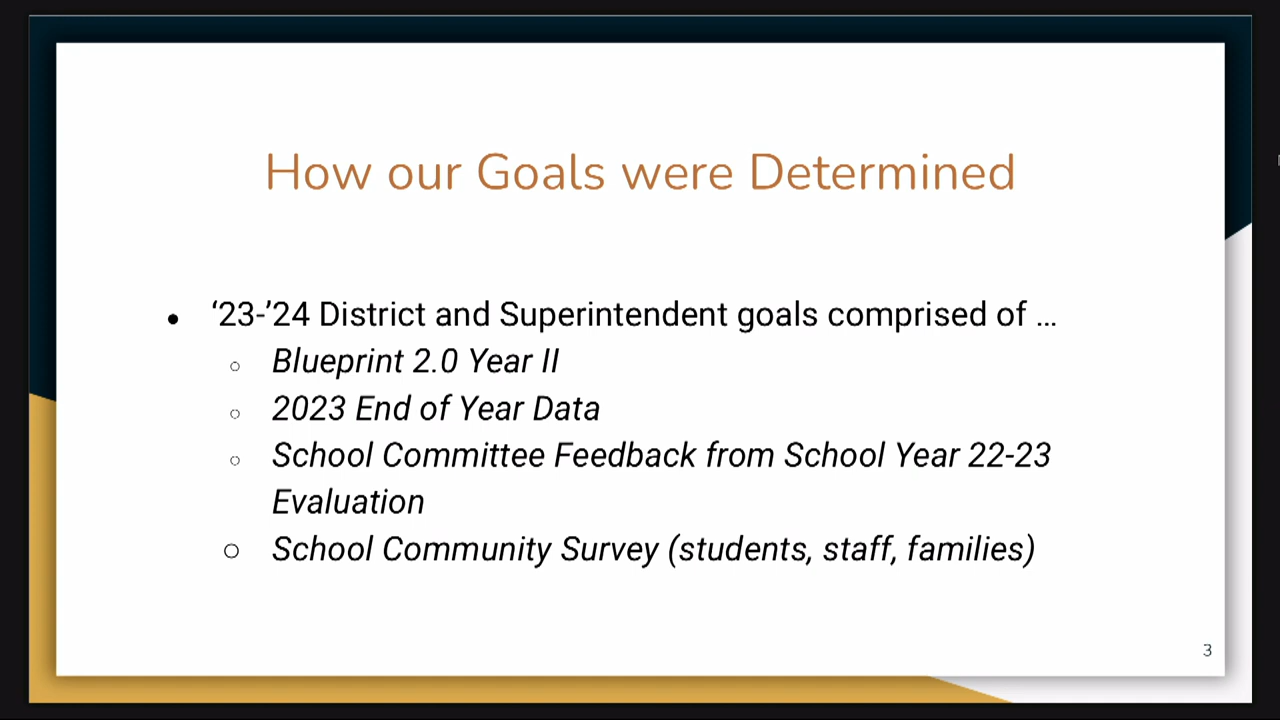 How our Goals were Determined
● ‘23-’24 District and Superintendent goals comprised of ...
○ Blueprint 2.0 Year II
○ 2023 End of Year Data
○ School Committee Feedback from School Year 22-23
Evaluation
○ School Community Survey (students, staff, families)
3